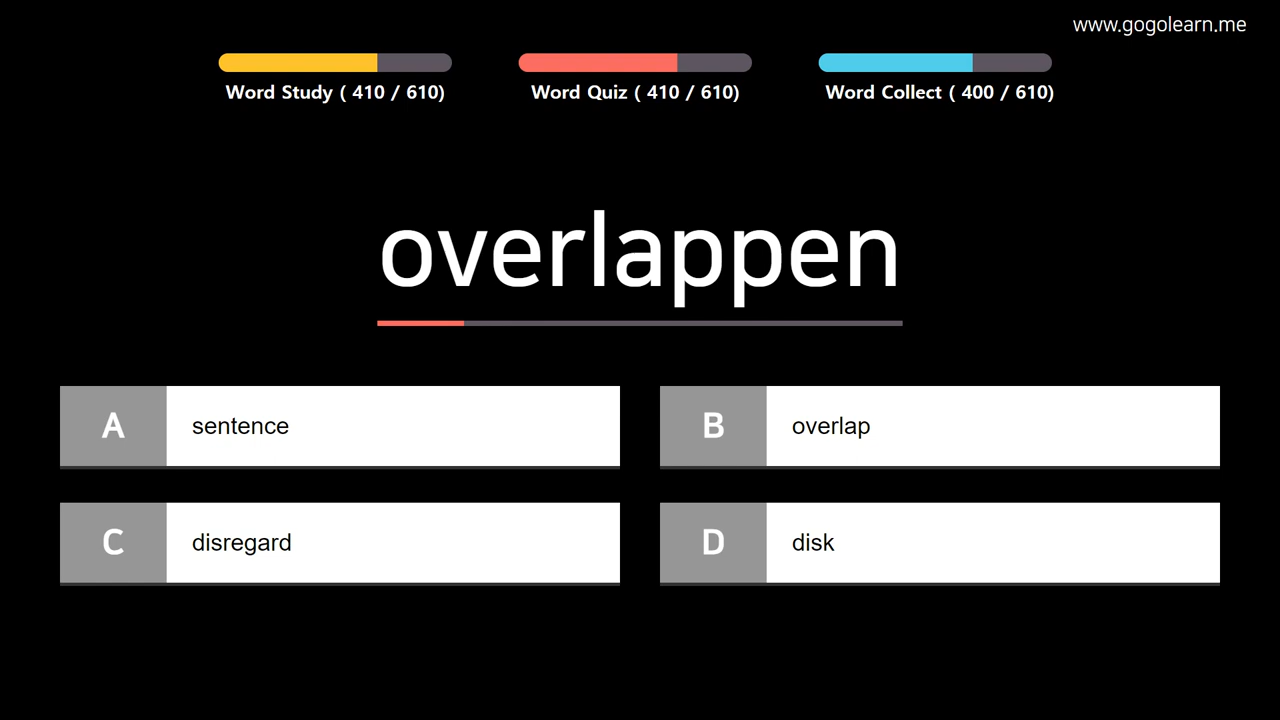 www.gogolearn.me
Word Study ( 410 / 610)
Word Quiz ( 410 / 610)
Word Collect ( 400 / 610)
overlappen
A sentence
B overlap
C disregard
D disk